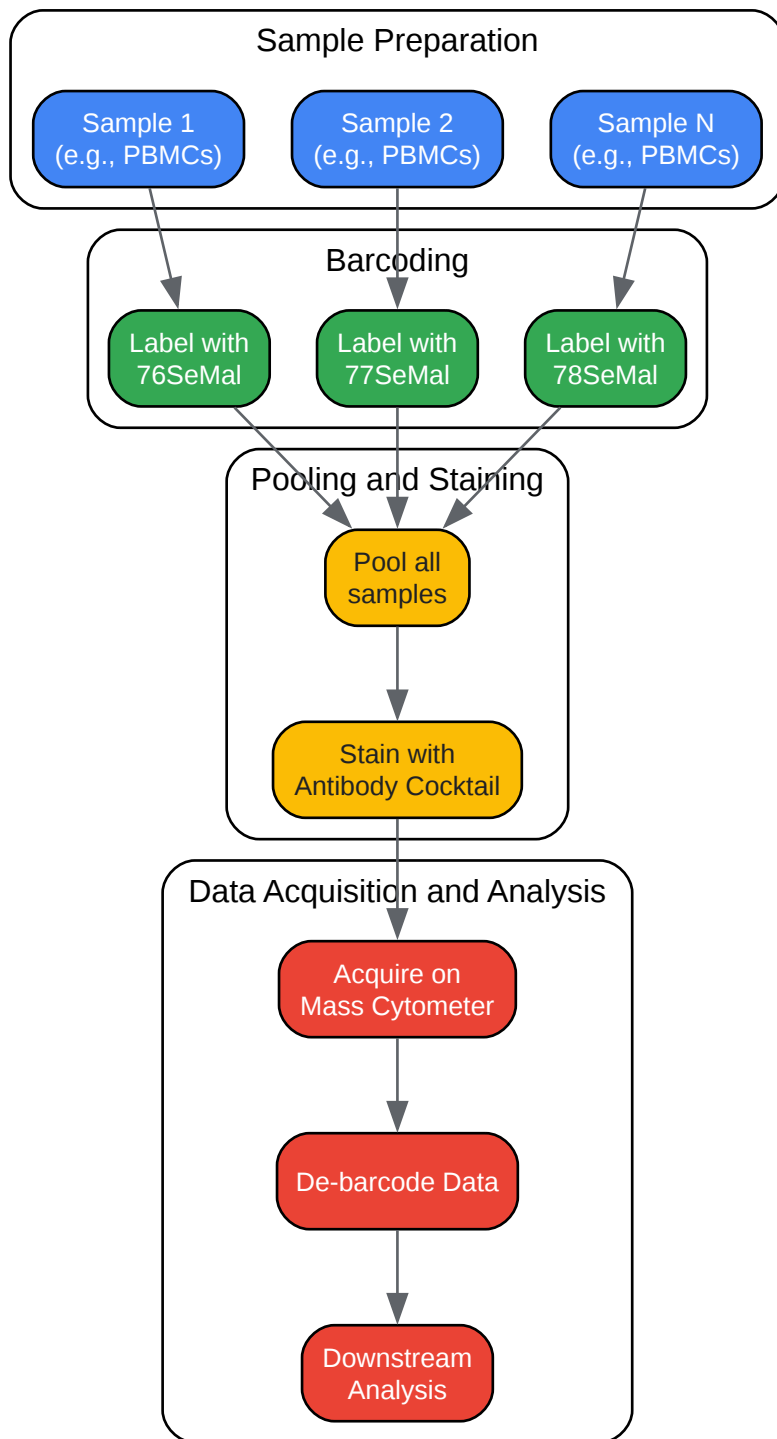 Sample Preparation
Sample 1
(e.g., PBMCs)
Sample 2
(e.g., PBMCs)
Sample N
(e.g., PBMCs)
Barcoding
Label with
76SeMal
Label with
77SeMal
Label with
78SeMal
Pooling and Staining
Pool all
samples
Stain with
Antibody Cocktail
Data Acquisition and Analysis
Acquire on
Mass Cytometer
De-barcode Data
Downstream
Analysis